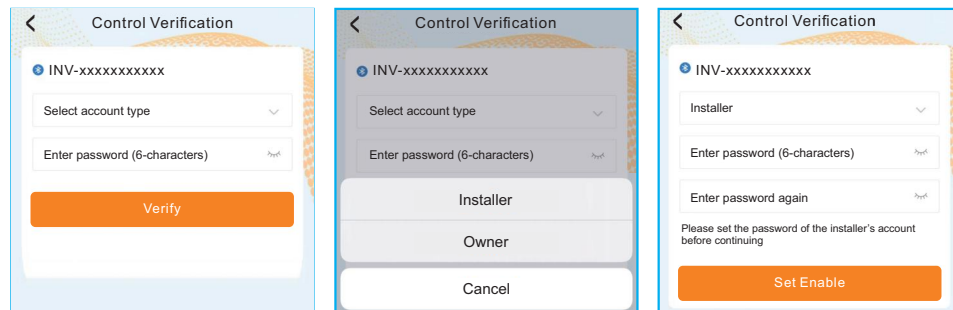 Control Verification
INV-xxxxxxxxxxx
Select account type
Enter password (6-characters)
Verify
Control Verification
INV-xxxxxxxxxxx
Select account type
Enter password (6-characters)
Installer
Owner
Cancel
Control Verification
INV-xxxxxxxxxxx
Installer
Enter password (6-characters)
Enter password again
Please set the password of the installer's account
before continuing
Set Enable